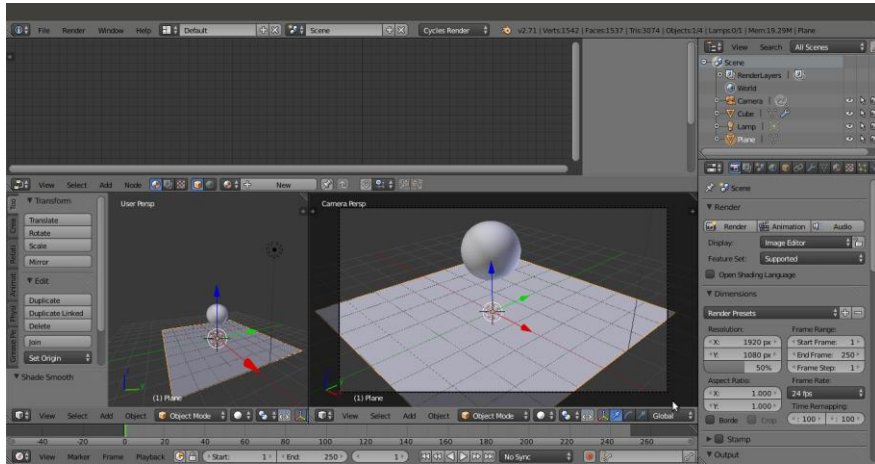 File Render Window Help Default Scene Cycles Render v2.71 | Verts:1542 | Faces:1537 | Tris:3074 | Objects:1/4 | Lamps:0/1 | Mem:19.29M | Plane
View Search All Scenes
Scene
RenderLayers
World
Camera
Cube
Lamp
Plane
View Select Add Node New
Transform
Translate
Rotate
Scale
Mirror
Edit
Duplicate
Duplicate Linked
Delete
Join
Set Origin
Shade Smooth
User Persp
(1) Plane
Camera Persp
(1) Plane
Scene
Render
Render Animation Audio
Display: Image Editor
Feature Set: Supported
Open Shading Language
Dimensions
Render Presets
Resolution: Frame Range:
X: 1920 px Start Frame: 1
Y: 1080 px End Frame: 250
50% Frame Step: 1
Aspect Ratio: Frame Rate:
X: 1.000 24 fps
Y: 1.000 Time Remapping:
Borde Crop : 100 : 100
Stamp
Output
View Select Add Object Object Mode
View Select Add Object Object Mode Global
-40 -20 0 20 40 60 80 100 120 140 160 180 200 220 240 260
View Marker Frame Playback Start: 1 End: 250 1 No Sync